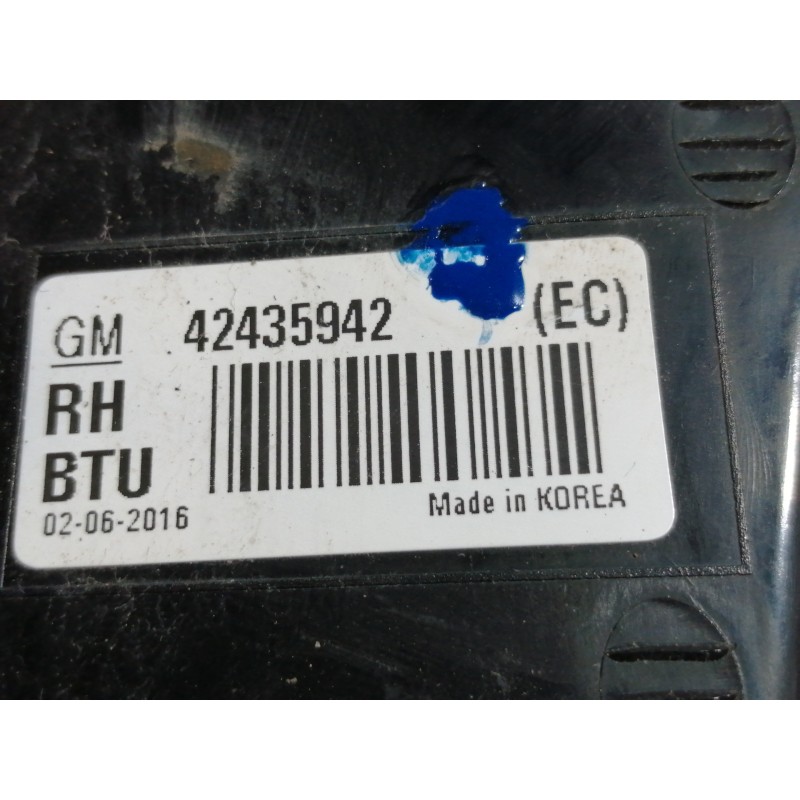 GM 42435942 (EC)
RH
BTU
02-06-2016 Made in KOREA